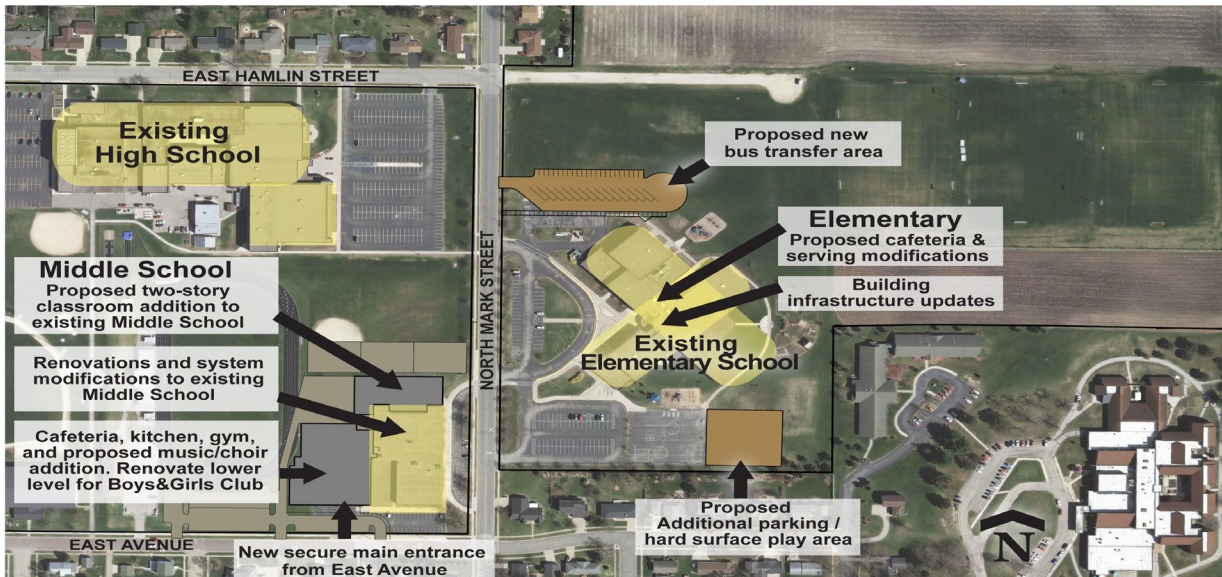 EAST HAMLIN STREET
Existing
High School
Proposed new
bus transfer area
NORTH MARK STREET
Elementary
Proposed cafeteria &
serving modifications
Building
infrastructure updates
Existing
Elementary School
Middle School
Proposed two-story
classroom addition to
existing Middle School
Renovations and system
modifications to existing
Middle School
Cafeteria, kitchen, gym,
and proposed music/choir
addition. Renovate lower
level for Boys&Girls Club
Proposed
Additional parking /
hard surface play area
EAST AVENUE
New secure main entrance
from East Avenue
N